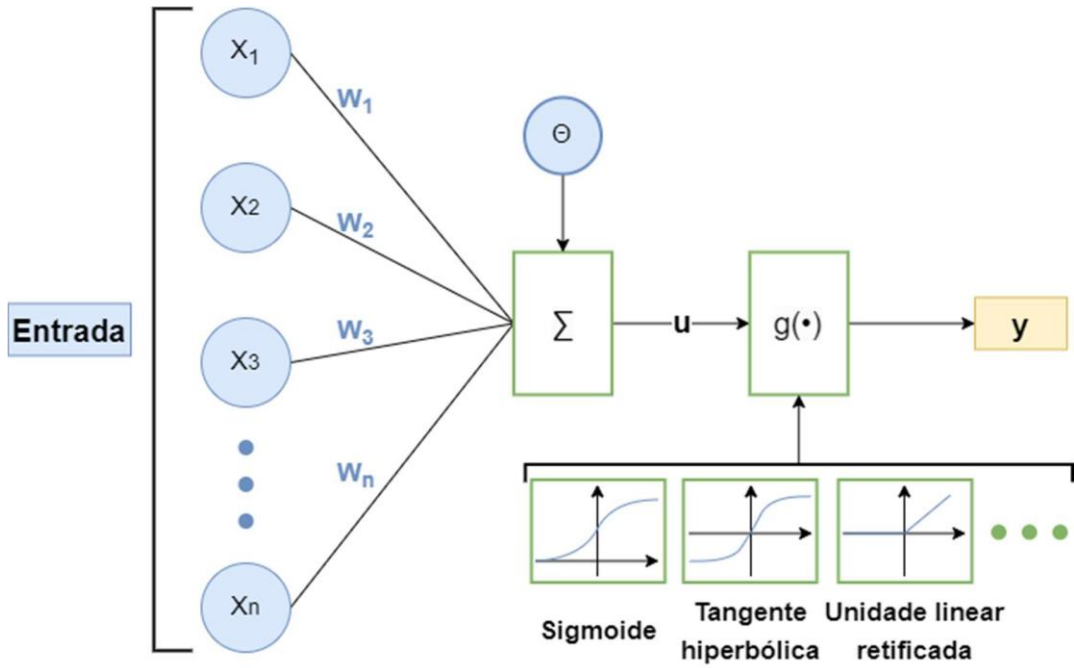 X1
W1
Θ
X2
W2
Entrada
X3
W3
Σ
u
g(•)
y
Wn
Xn
Sigmoide
Tangente
hiperbólica
Unidade linear
retificada